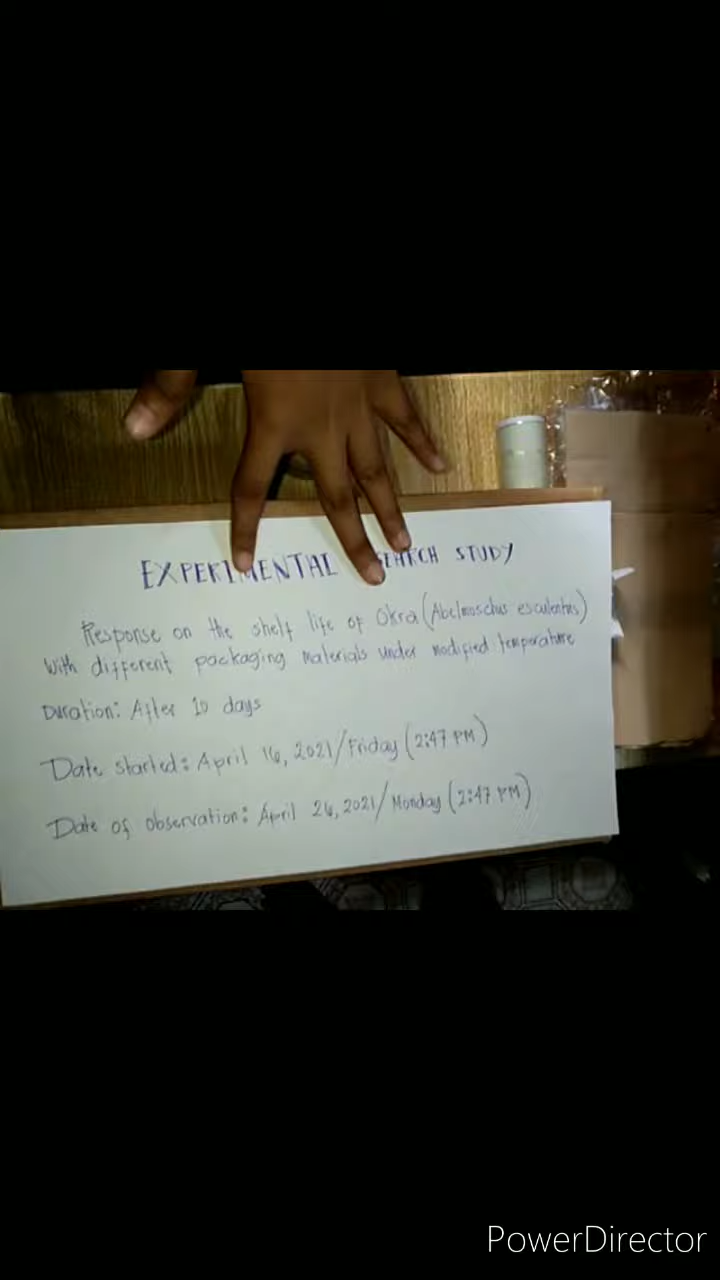 EXPERIMENTAL SEARCH STUDY
Response on the shelf life of Okra (Abelmoschus esculentus)
with different packaging materials under modified temperature
Duration: After 10 days
Date started: April 16, 2021/Friday (2:47 PM)
Date of observation: April 26, 2021/Monday (2:47 PM)
PowerDirector